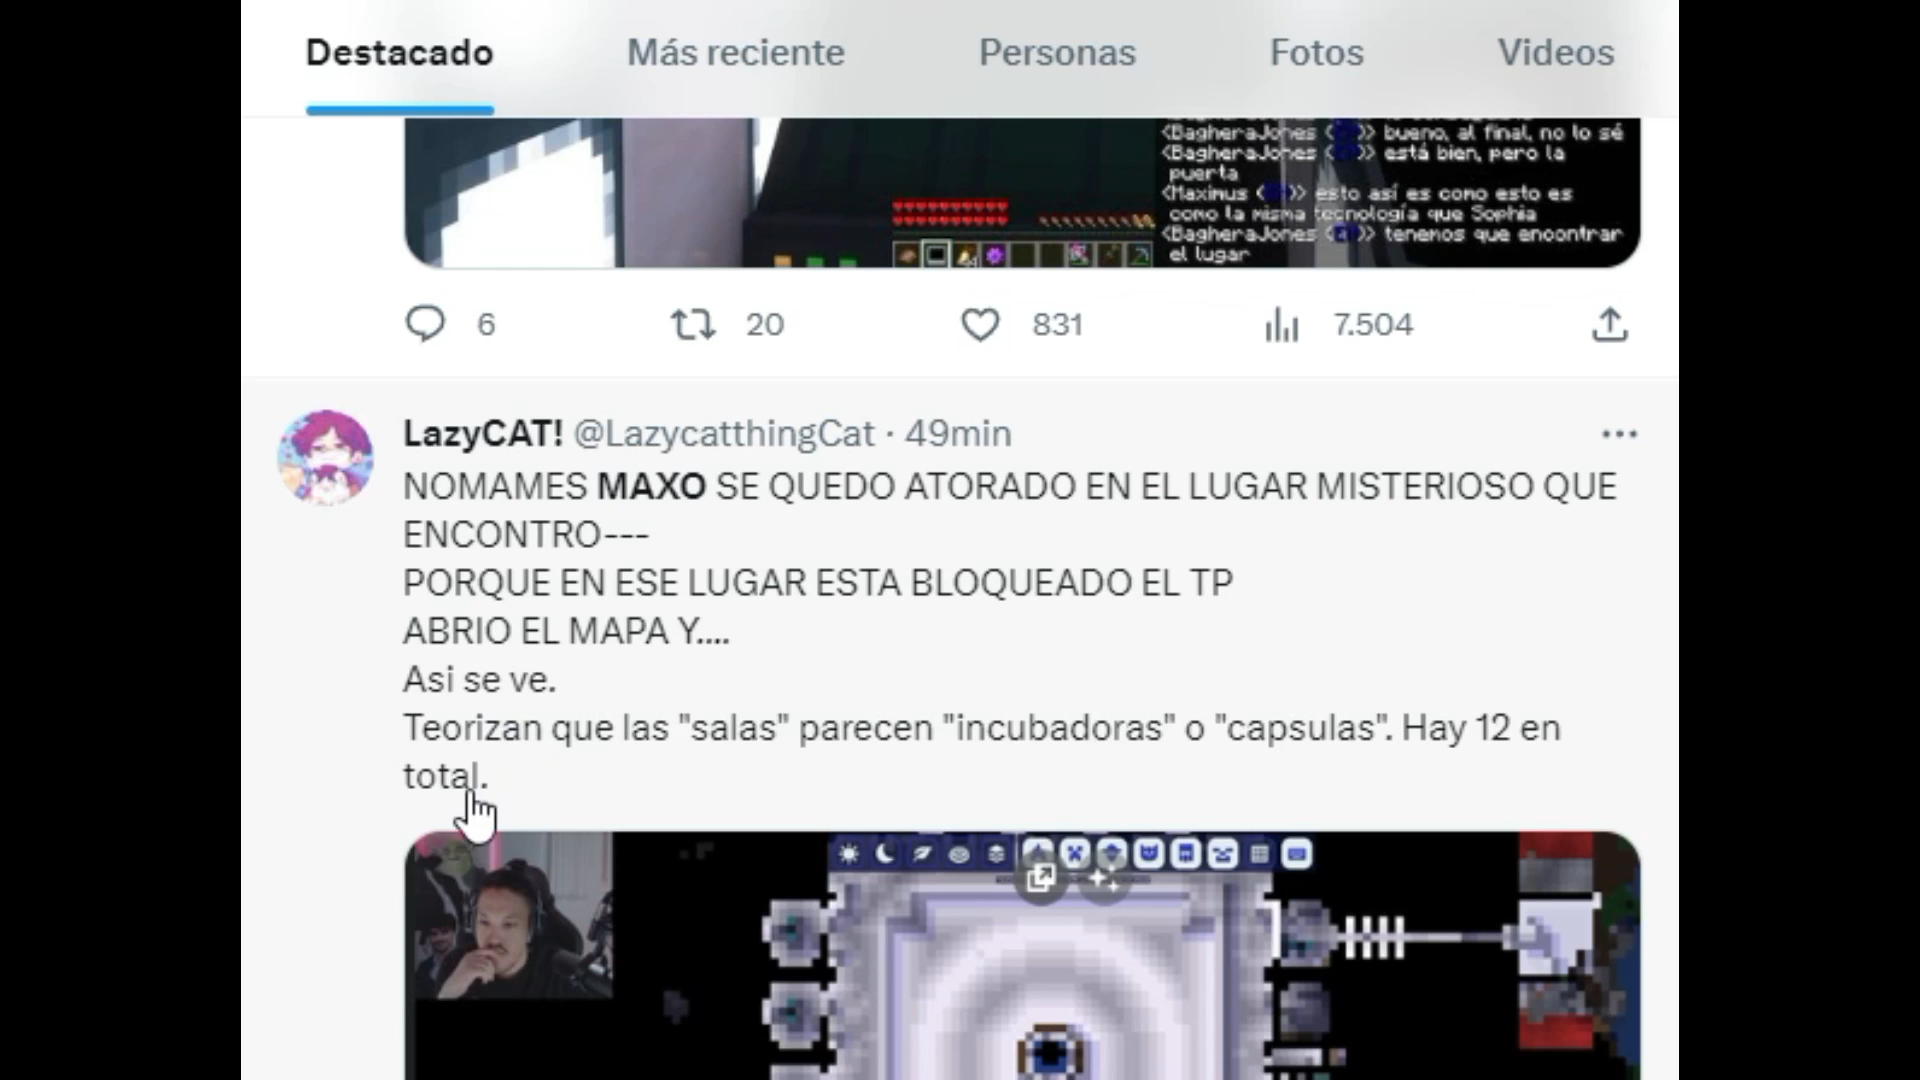 Destacado Más reciente Personas Fotos Videos
<BagheraJones bueno, al final, no lo sé
<BagheraJones está bien, pero la
puerta
<Maximus esto así es como esto es
como la misma tecnología que Sophia
<BagheraJones tenemos que encontrar
el lugar
6 20 831 7.504
LazyCAT! @LazycatthingCat · 49min
NOMAMES MAXO SE QUEDO ATORADO EN EL LUGAR MISTERIOSO QUE
ENCONTRO---
PORQUE EN ESE LUGAR ESTA BLOQUEADO EL TP
ABRIO EL MAPA Y....
Asi se ve.
Teorizan que las "salas" parecen "incubadoras" o "capsulas". Hay 12 en
total.